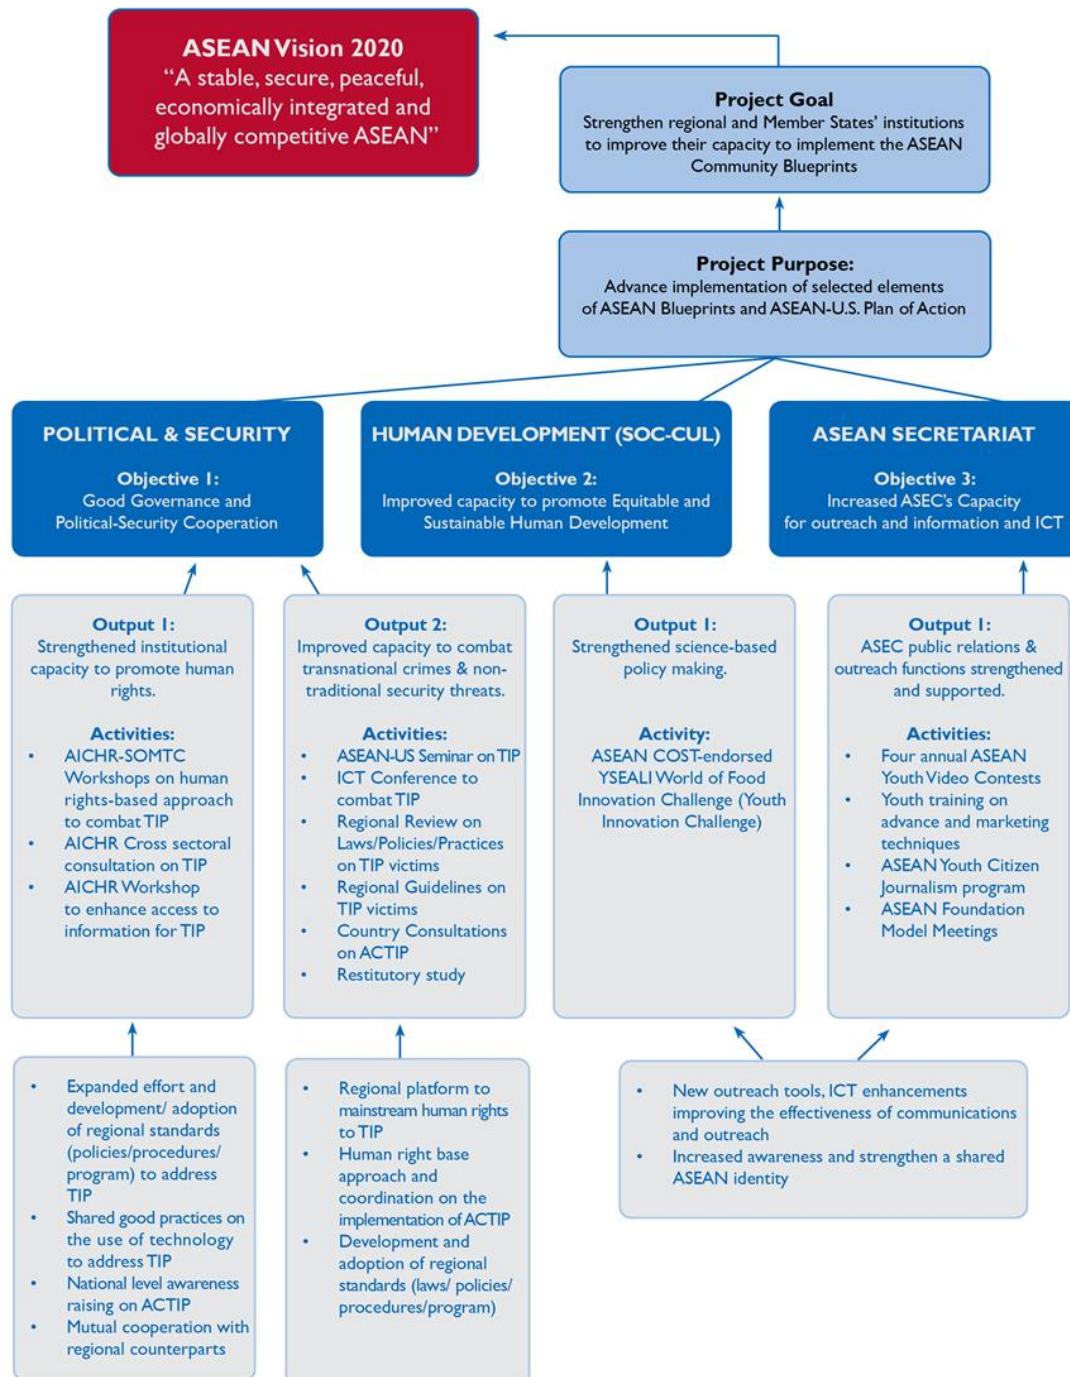 ASEAN Vision 2020
“A stable, secure, peaceful,
economically integrated and
globally competitive ASEAN”
Project Goal
Strengthen regional and Member States’ institutions
to improve their capacity to implement the ASEAN
Community Blueprints
Project Purpose:
Advance implementation of selected elements
of ASEAN Blueprints and ASEAN-U.S. Plan of Action
POLITICAL & SECURITY
Objective 1:
Good Governance and
Political-Security Cooperation
HUMAN DEVELOPMENT (SOC-CUL)
Objective 2:
Improved capacity to promote Equitable and
Sustainable Human Development
ASEAN SECRETARIAT
Objective 3:
Increased ASEC’s Capacity
for outreach and information and ICT
Output 1:
Strengthened institutional
capacity to promote human
rights.
Activities:
• AICHR-SOMTC
Workshops on human
rights-based approach
to combat TIP
• AICHR Cross sectoral
consultation on TIP
• AICHR Workshop
to enhance access to
information for TIP
Output 2:
Improved capacity to combat
transnational crimes & non-
traditional security threats.
Activities:
• ASEAN-US Seminar on TIP
• ICT Conference to
combat TIP
• Regional Review on
Laws/Policies/Practices
on TIP victims
• Regional Guidelines on
TIP victims
• Country Consultations
on ACTIP
• Restitutory study
Output 1:
Strengthened science-based
policy making.
Activity:
ASEAN COST-endorsed
YSEALI World of Food
Innovation Challenge (Youth
Innovation Challenge)
Output 1:
ASEC public relations &
outreach functions strengthened
and supported.
Activities:
• Four annual ASEAN
Youth Video Contests
• Youth training on
advance and marketing
techniques
• ASEAN Youth Citizen
Journalism program
• ASEAN Foundation
Model Meetings
• Expanded effort and
development/ adoption
of regional standards
(policies/procedures/
program) to address
TIP
• Shared good practices on
the use of technology
to address TIP
• National level awareness
raising on ACTIP
• Mutual cooperation with
regional counterparts
• Regional platform to
mainstream human rights
to TIP
• Human right base
approach and
coordination on the
implementation of ACTIP
• Development and
adoption of regional
standards (laws/ policies/
procedures/program)
• New outreach tools, ICT enhancements
improving the effectiveness of communications
and outreach
• Increased awareness and strengthen a shared
ASEAN identity